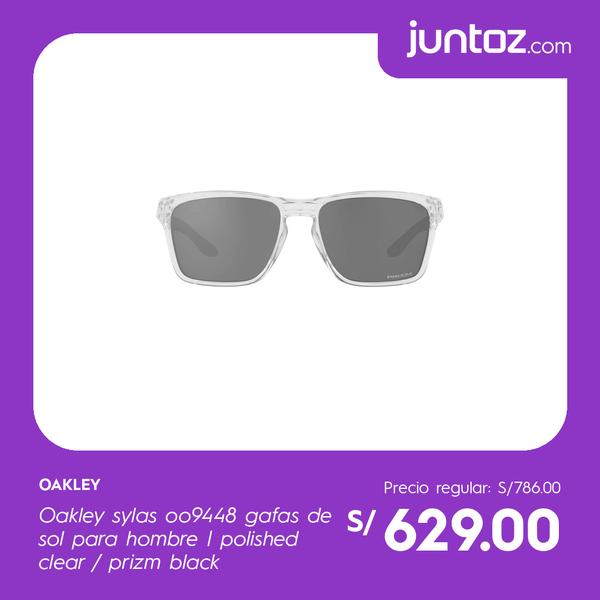 juntoz.com
PRIZM
OAKLEY
Oakley sylas oo9448 gafas de
sol para hombre | polished
clear / prizm black
Precio regular: S/786.00
S/ 629.00